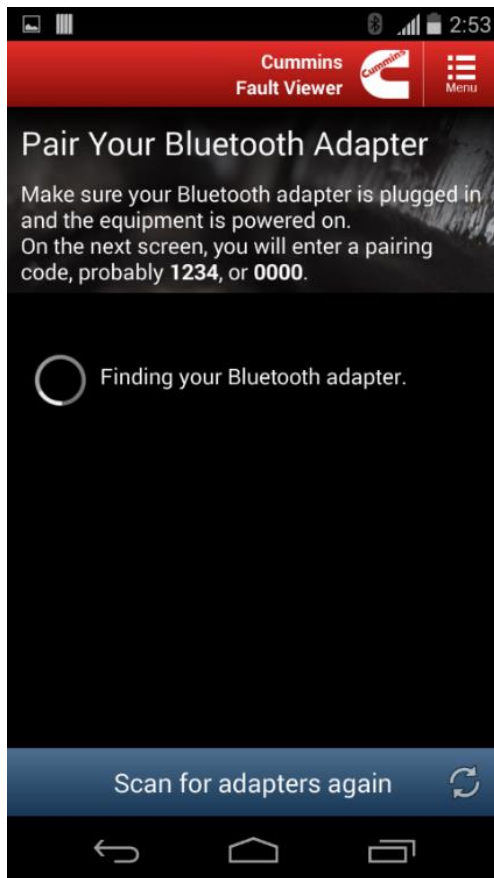 2:53
Cummins
Fault Viewer
Cummins
Menu
Pair Your Bluetooth Adapter
Make sure your Bluetooth adapter is plugged in
and the equipment is powered on.
On the next screen, you will enter a pairing
code, probably 1234, or 0000.
Finding your Bluetooth adapter.
Scan for adapters again